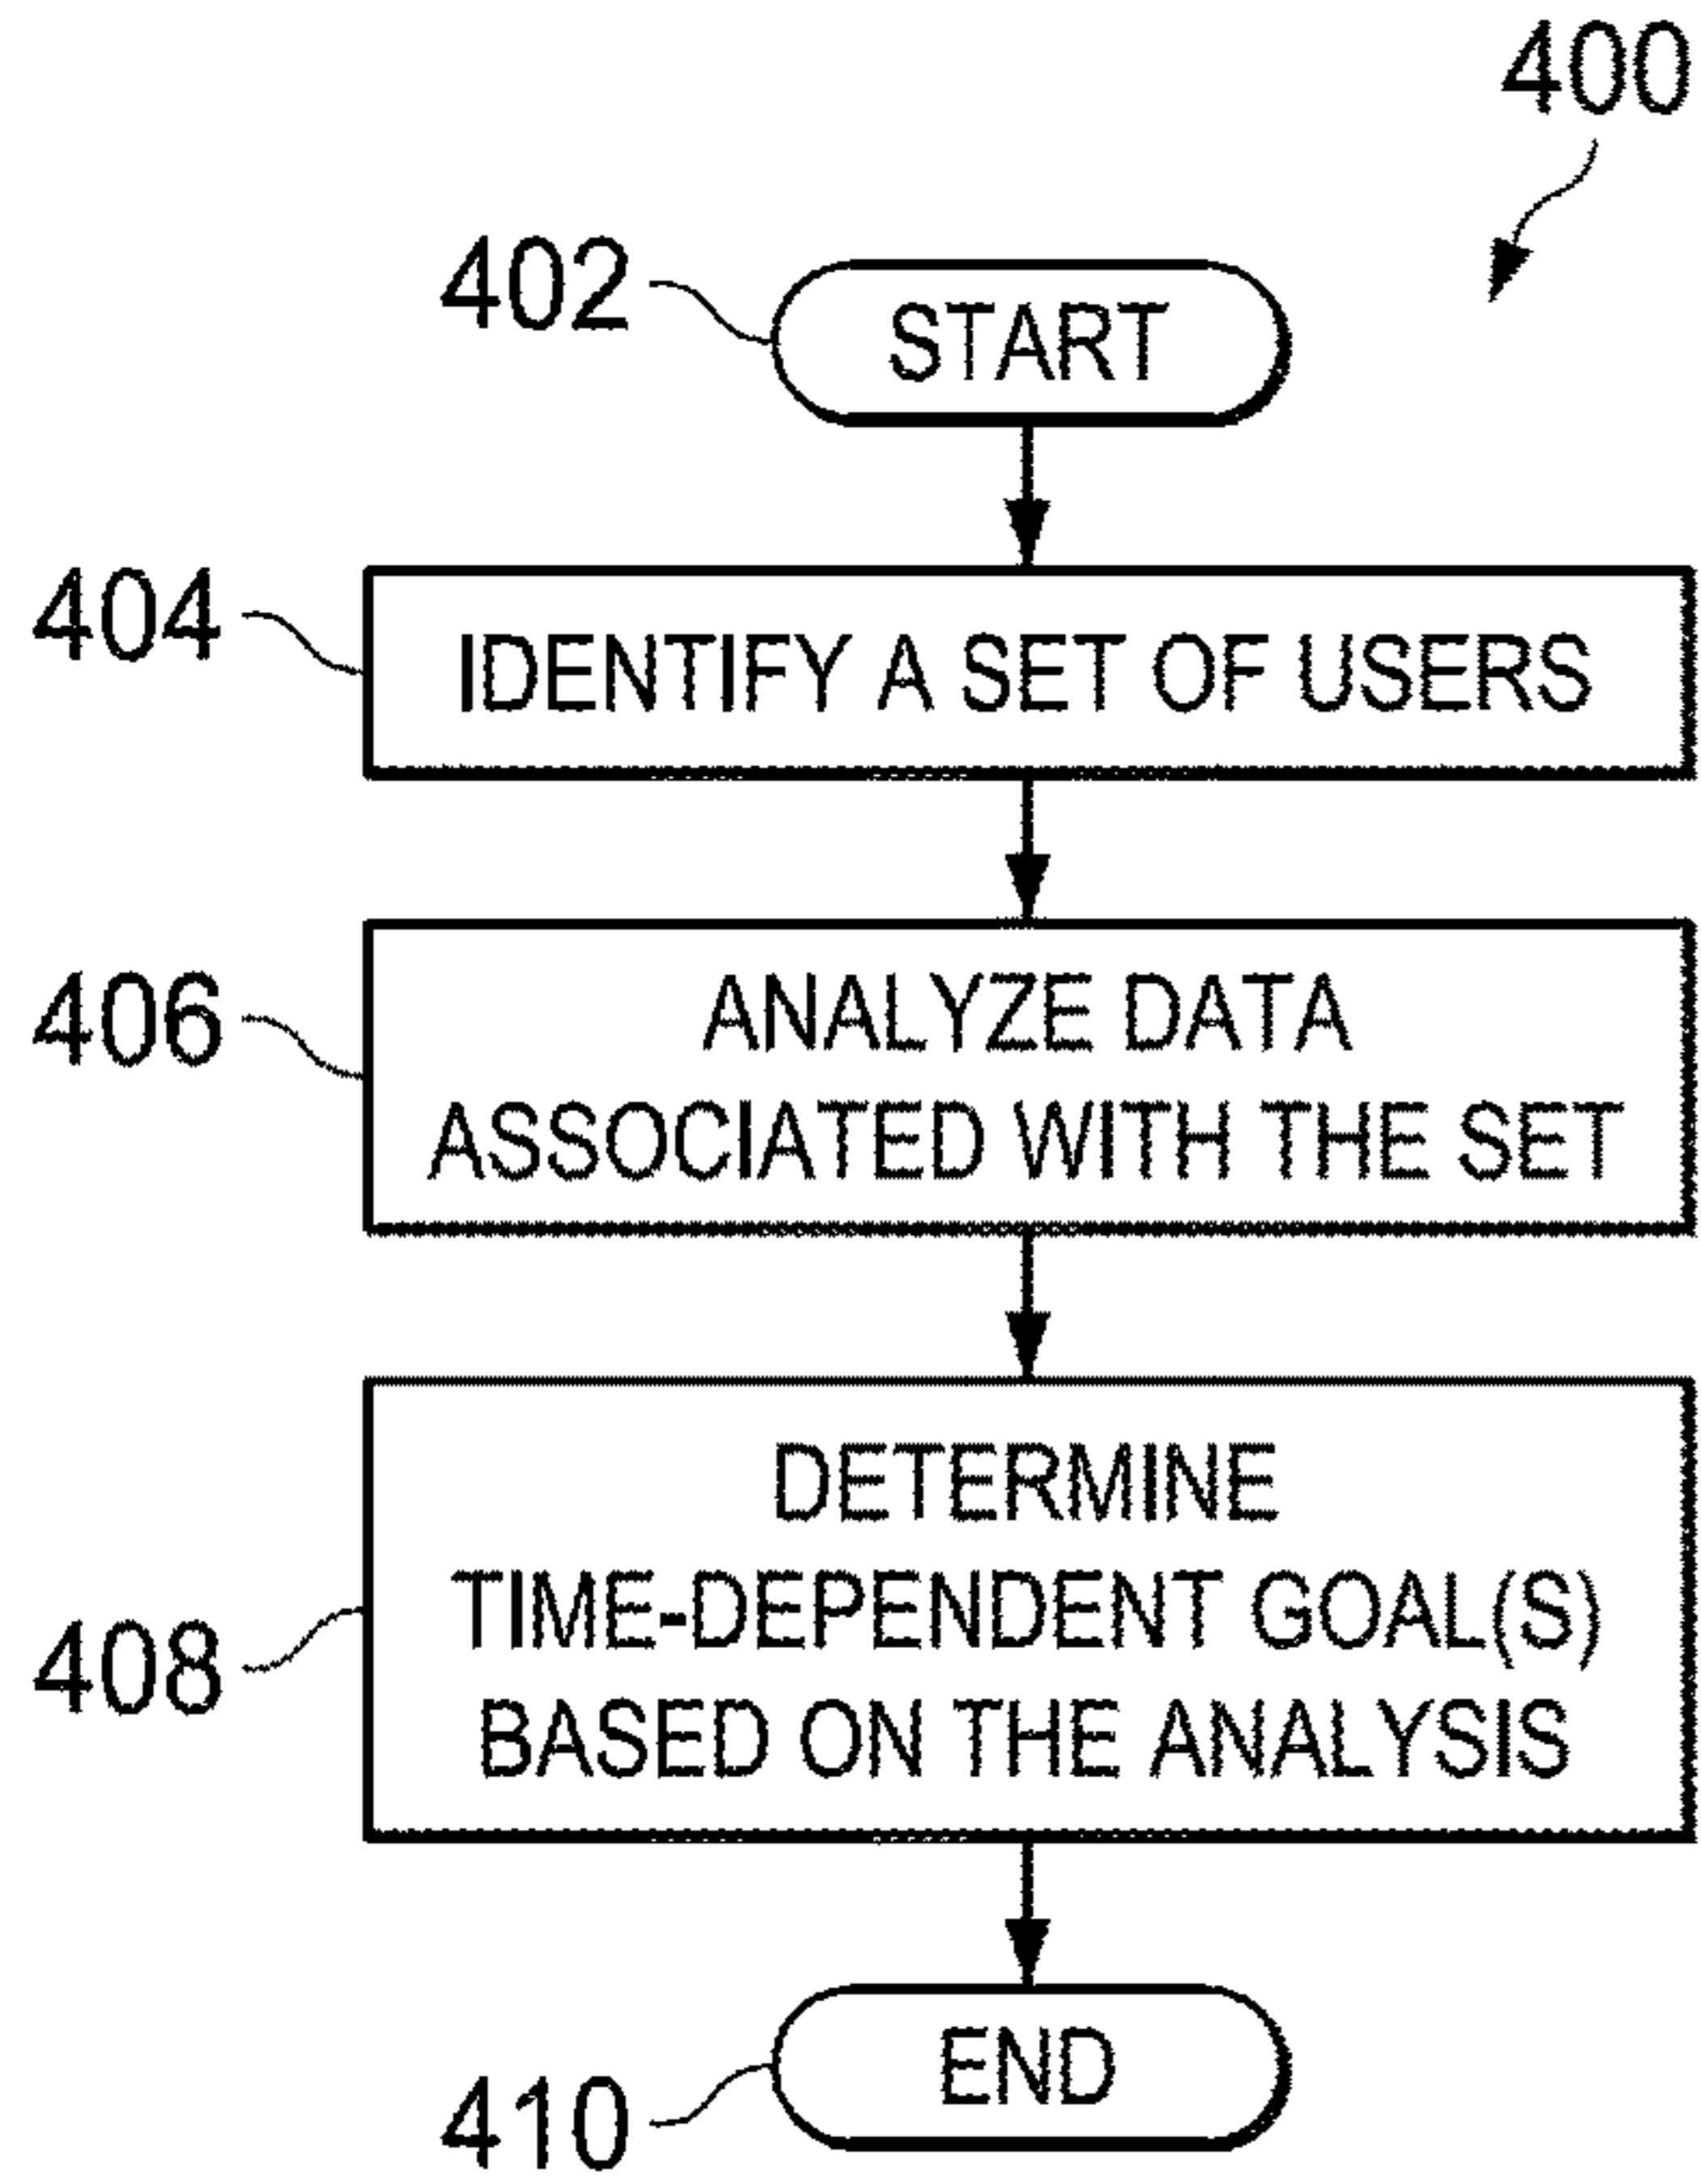 400
402
START
404
IDENTIFY A SET OF USERS
406
ANALYZE DATA
ASSOCIATED WITH THE SET
408
DETERMINE
TIME-DEPENDENT GOAL(S)
BASED ON THE ANALYSIS
410
END